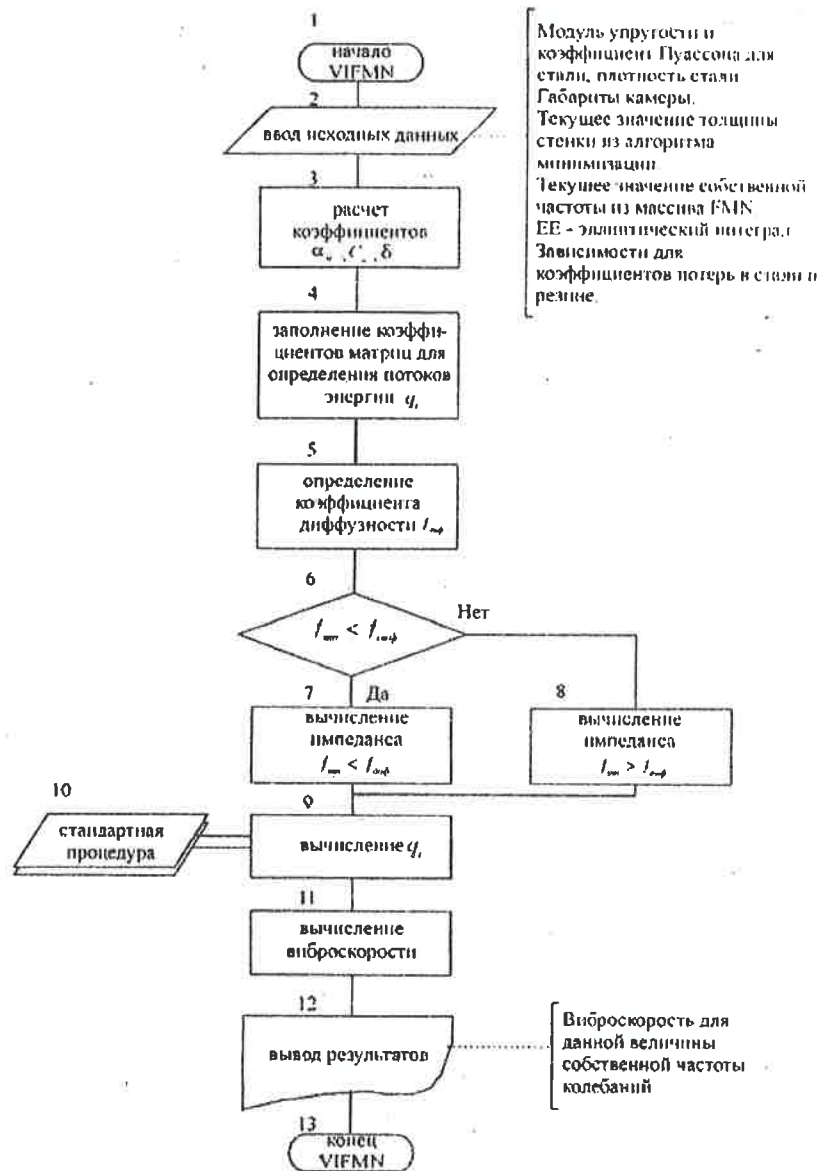 1
начало
VIFMN
2
ввод исходных данных
Модуль упругости и
коэффициент Пуассона для
стали, плотность стали
Габариты камеры.
Текущее значение толщины
стенки из алгоритма
минимизации
Текущее значение собственной
частоты из массива FMN
EE - эллиптический интеграл
Зависимости для
коэффициентов потерь в стали и
резине.
3
расчет
коэффициентов
4
заполнение коэффи-
циентов матриц для
определения потоков
энергии q
5
определение
коэффициента
диффузности
6
Нет
7
Да
вычисление
импеданса
8
вычисление
импеданса
10
стандартная
процедура
9
вычисление q
11
вычисление
виброскорости
12
вывод результатов
Виброскорость для
данной величины
собственной частоты
колебаний
13
конец
VIFMN